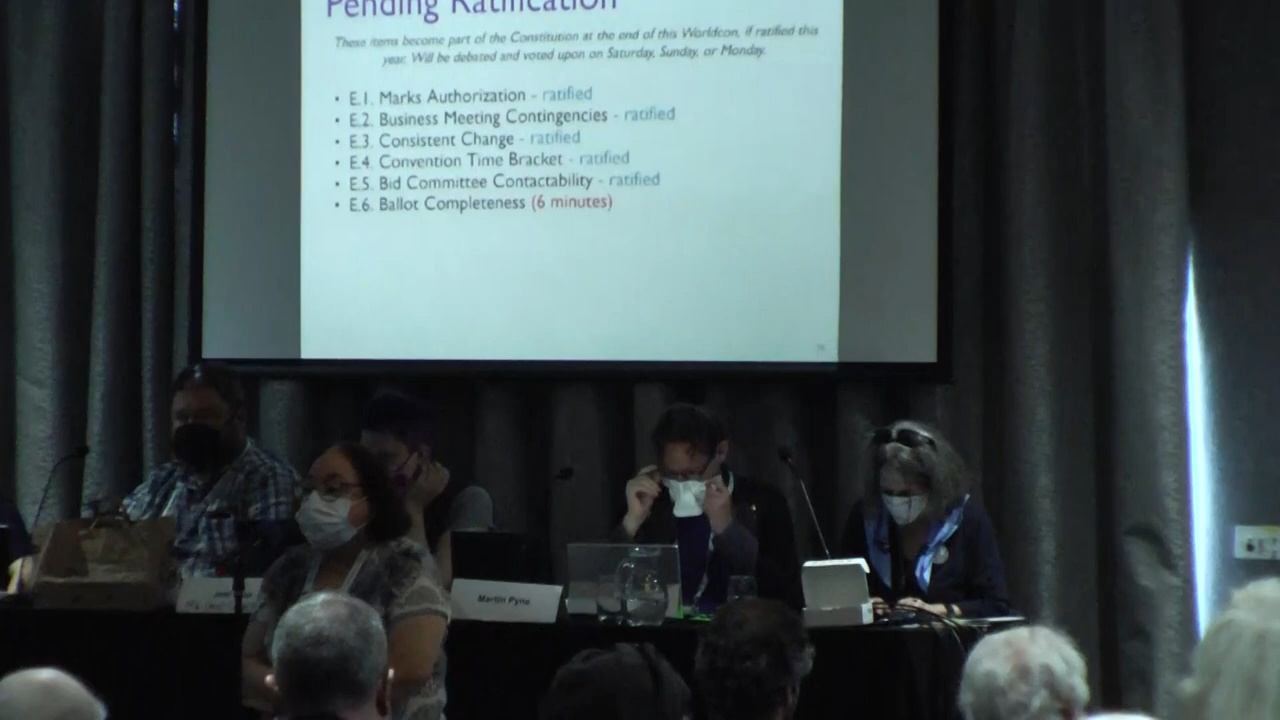 Pending Ratification
These items become part of the Constitution at the end of this Worldcon, if ratified this
year. Will be debated and voted upon on Saturday, Sunday, or Monday.
• E.1. Marks Authorization - ratified
• E.2. Business Meeting Contingencies - ratified
• E.3. Consistent Change - ratified
• E.4. Convention Time Bracket - ratified
• E.5. Bid Committee Contactability - ratified
• E.6. Ballot Completeness (6 minutes)
Martin Pyne